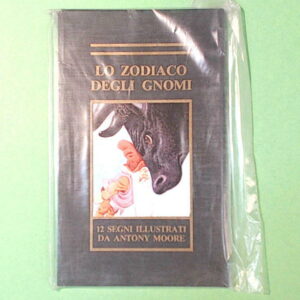 LO ZODIACO
DEGLI GNOMI
12 SEGNI ILLUSTRATI
DA ANTONY MOORE